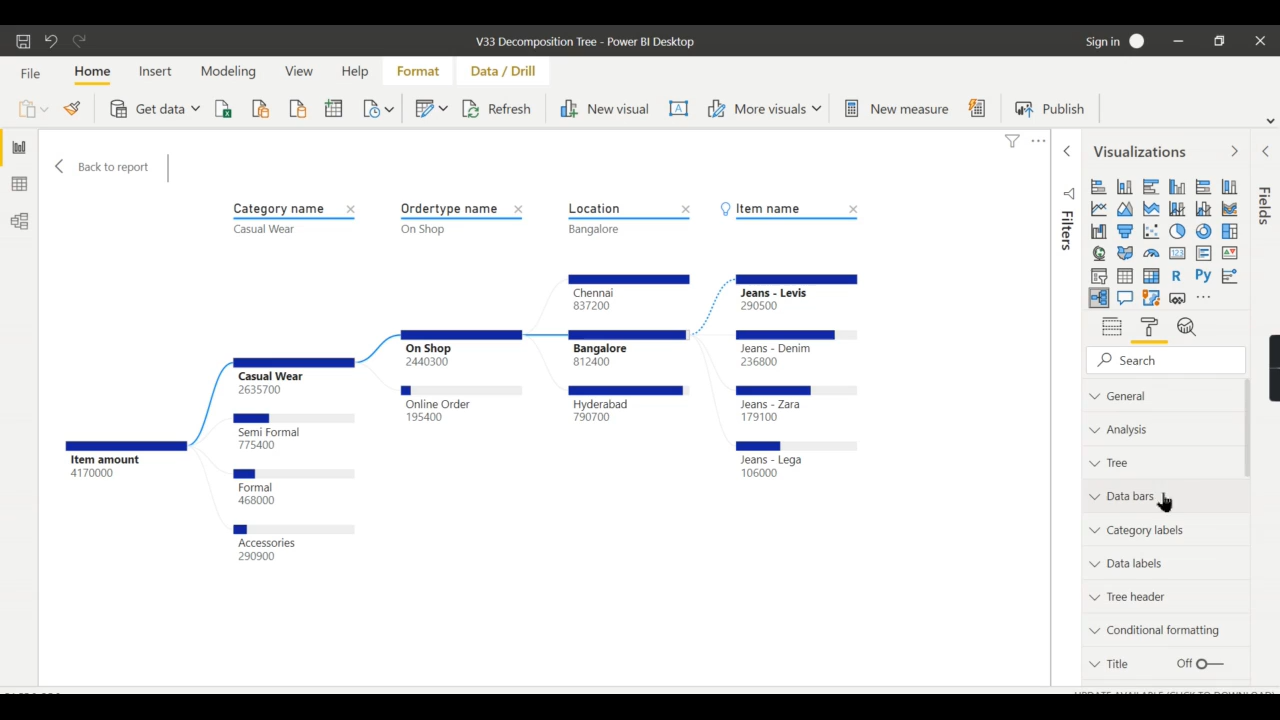 V33 Decomposition Tree - Power BI Desktop
Sign in
File
Home
Insert
Modeling
View
Help
Format
Data / Drill
Get data
Refresh
New visual
More visuals
New measure
Publish
Back to report
Category name
Casual Wear
Ordertype name
On Shop
Location
Bangalore
Item name
Item amount
4170000
Casual Wear
2635700
Semi Formal
775400
Formal
468000
Accessories
290900
On Shop
2440300
Online Order
195400
Chennai
837200
Bangalore
812400
Hyderabad
790700
Jeans - Levis
290500
Jeans - Denim
236800
Jeans - Zara
179100
Jeans - Lega
106000
Filters
Visualizations
123
R
Py
Search
General
Analysis
Tree
Data bars
Category labels
Data labels
Tree header
Conditional formatting
Title
Off
Fields